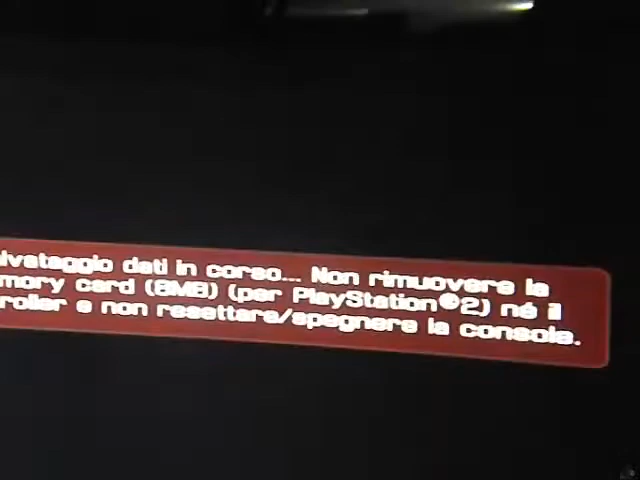 lvataggio dati in corso... Non rimuovere la
mory card (8MB) (per PlayStation®2) né il
roller e non resettare/spegnere la console.